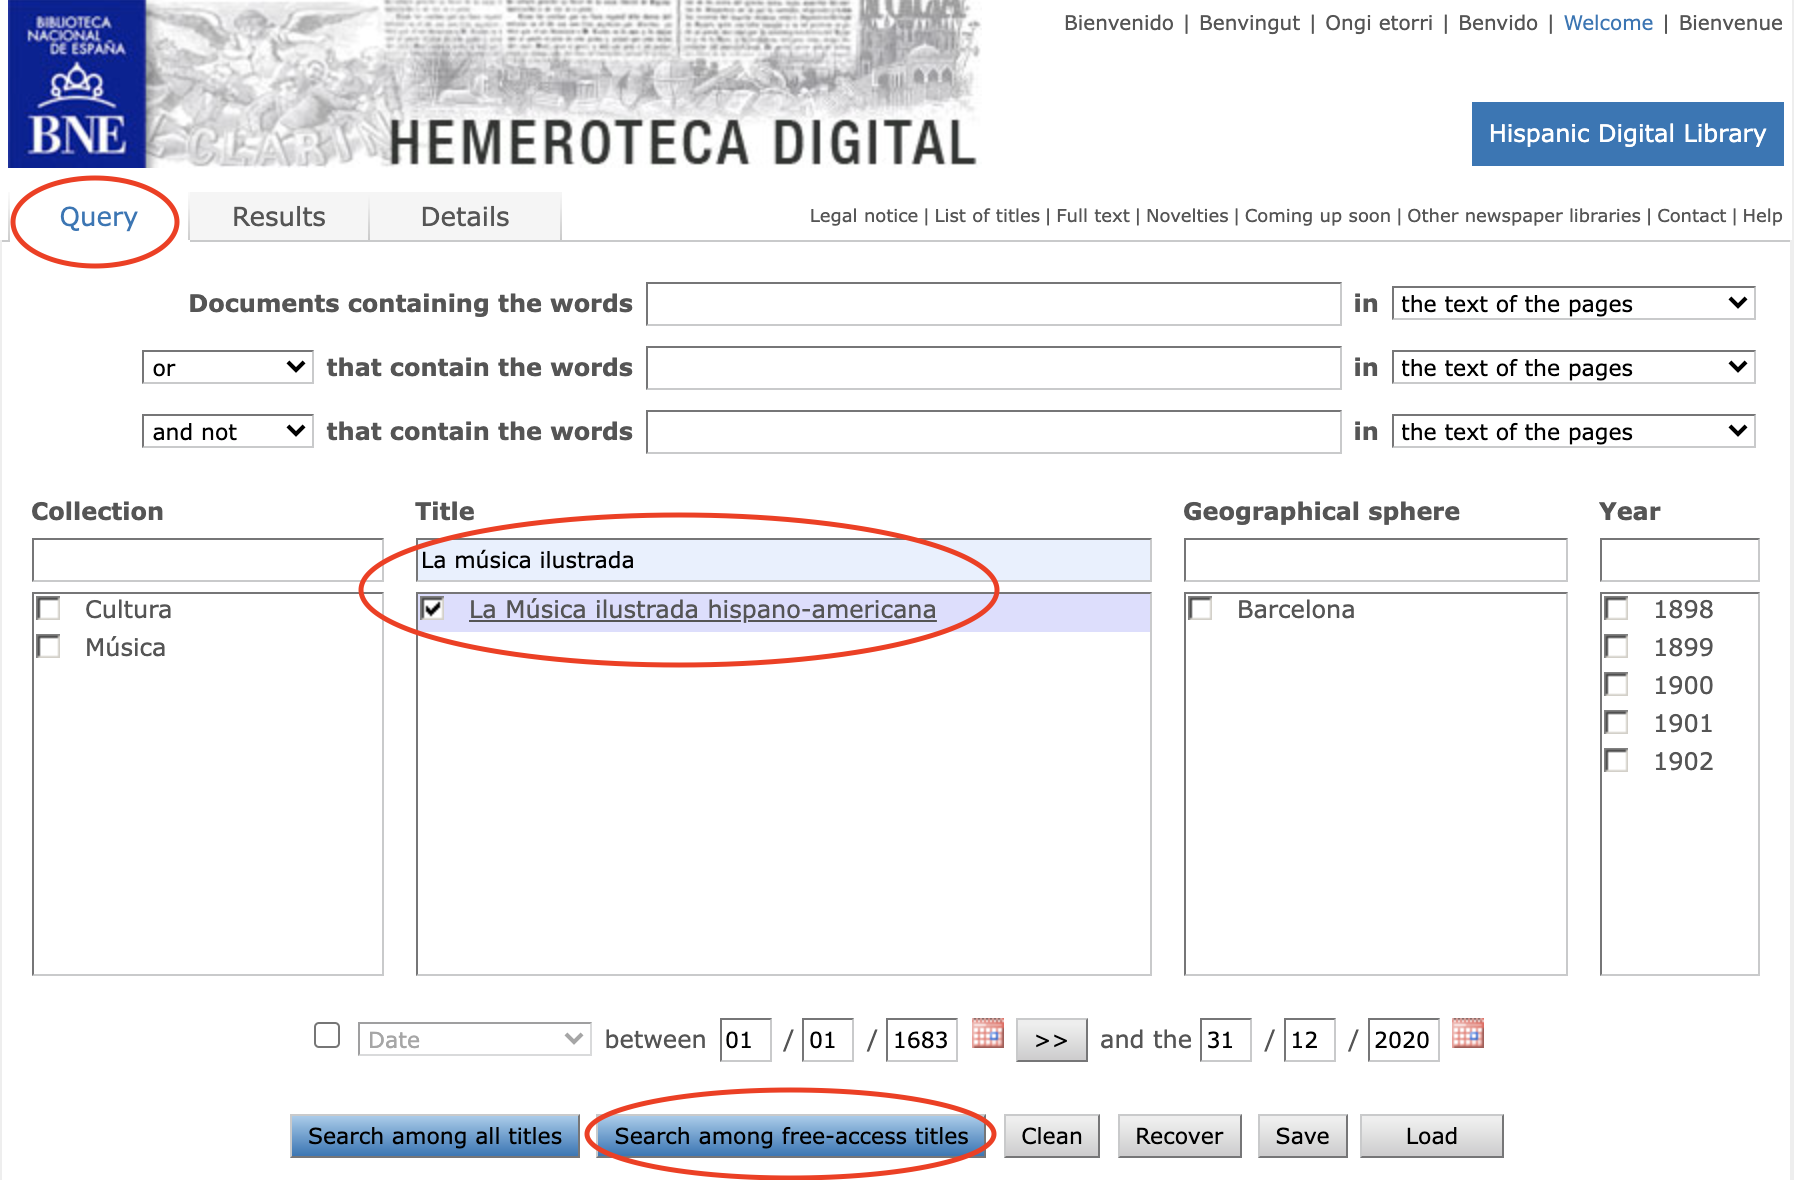 BIBLIOTECA
NACIONAL
DE ESPAÑA
BNE
CLARIN
HEMEROTECA DIGITAL
Bienvenido | Benvingut | Ongi etorri | Benvido | Welcome | Bienvenue
Hispanic Digital Library
Query Results Details
Legal notice | List of titles | Full text | Novelties | Coming up soon | Other newspaper libraries | Contact | Help
Documents containing the words in the text of the pages
or that contain the words in the text of the pages
and not that contain the words in the text of the pages
Collection Title Geographical sphere Year
La música ilustrada
Cultura La Música ilustrada hispano-americana Barcelona 1898
Música 1899
1900
1901
1902
Date between 01 / 01 / 1683 >> and the 31 / 12 / 2020
Search among all titles Search among free-access titles Clean Recover Save Load